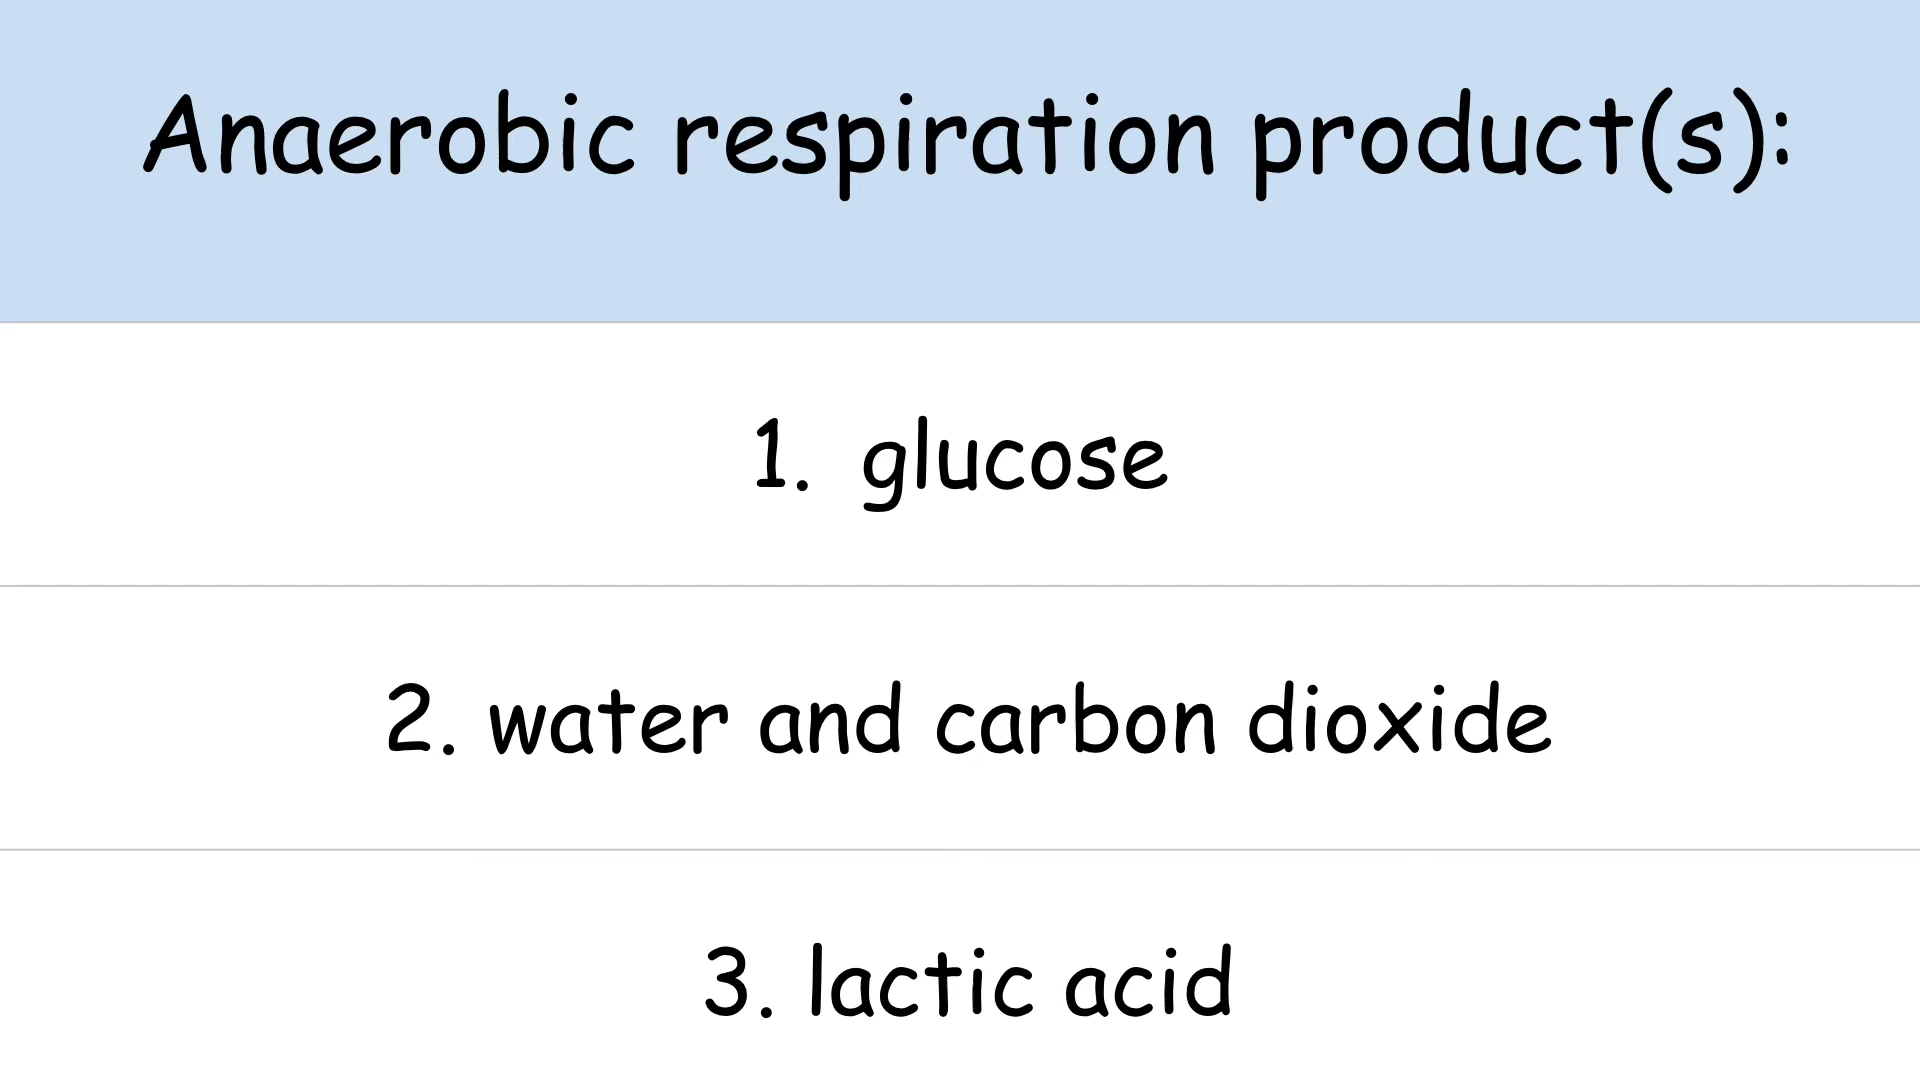 Anaerobic respiration product(s):
1. glucose
2. water and carbon dioxide
3. lactic acid